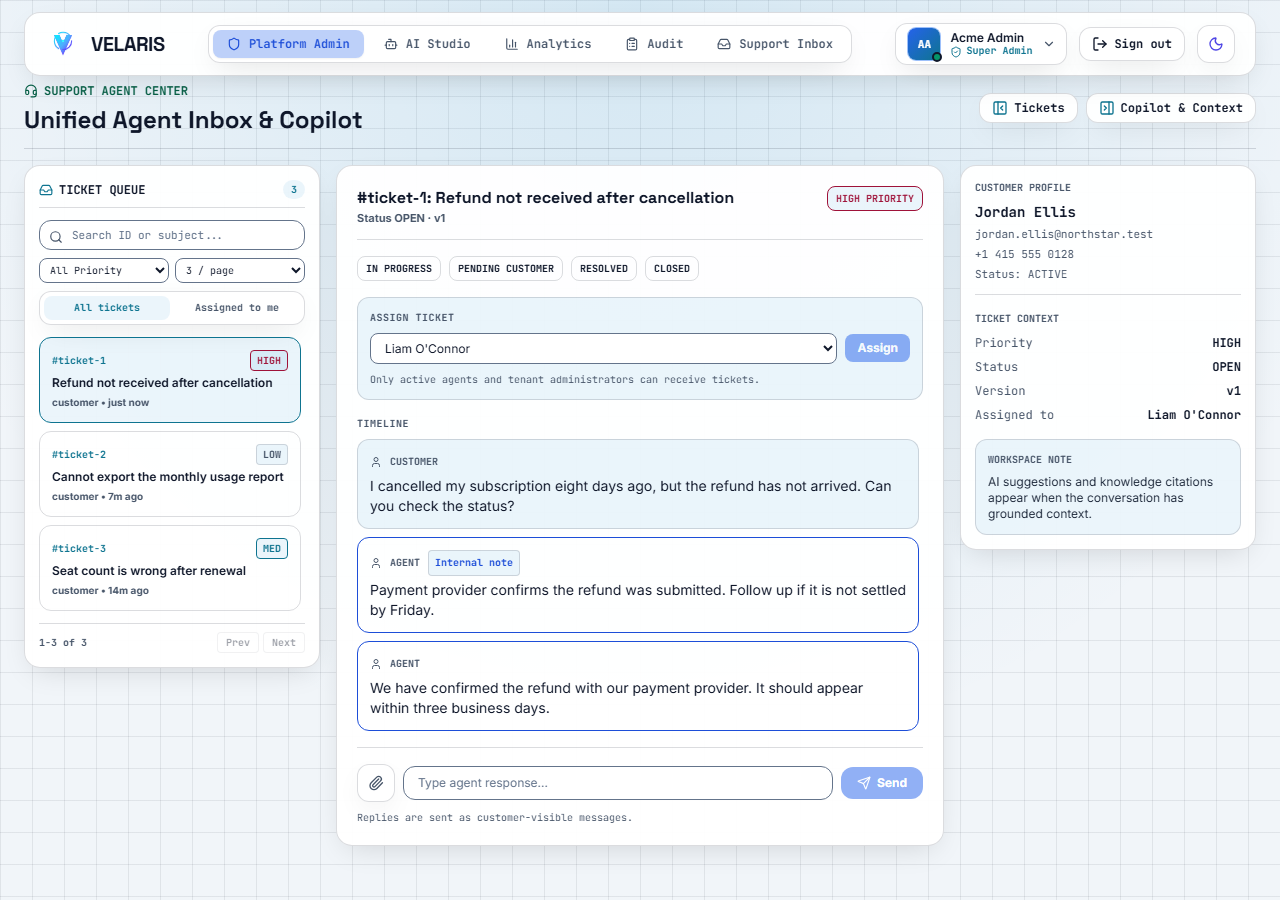 VELARIS
Platform Admin
AI Studio
Analytics
Audit
Support Inbox
AA
Acme Admin
Super Admin
Sign out
SUPPORT AGENT CENTER
Unified Agent Inbox & Copilot
Tickets
Copilot & Context
TICKET QUEUE
3
Search ID or subject...
All Priority
3 / page
All tickets
Assigned to me
#ticket-1
HIGH
Refund not received after cancellation
customer • just now
#ticket-2
LOW
Cannot export the monthly usage report
customer • 7m ago
#ticket-3
MED
Seat count is wrong after renewal
customer • 14m ago
1-3 of 3
Prev
Next
#ticket-1: Refund not received after cancellation
HIGH PRIORITY
Status OPEN · v1
IN PROGRESS
PENDING CUSTOMER
RESOLVED
CLOSED
ASSIGN TICKET
Liam O'Connor
Assign
Only active agents and tenant administrators can receive tickets.
TIMELINE
CUSTOMER
I cancelled my subscription eight days ago, but the refund has not arrived. Can
you check the status?
AGENT
Internal note
Payment provider confirms the refund was submitted. Follow up if it is not settled
by Friday.
AGENT
We have confirmed the refund with our payment provider. It should appear
within three business days.
Type agent response...
Send
Replies are sent as customer-visible messages.
CUSTOMER PROFILE
Jordan Ellis
jordan.ellis@northstar.test
+1 415 555 0128
Status: ACTIVE
TICKET CONTEXT
Priority HIGH
Status OPEN
Version v1
Assigned to Liam O'Connor
WORKSPACE NOTE
AI suggestions and knowledge citations
appear when the conversation has
grounded context.